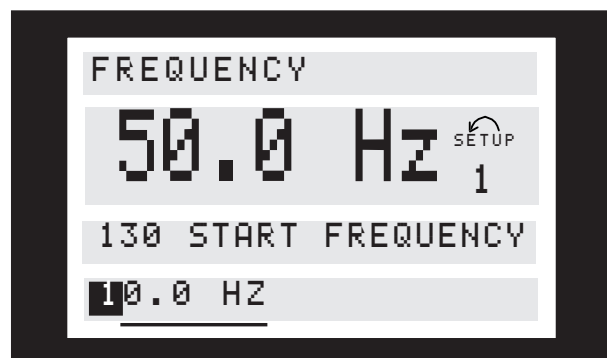 FREQUENCY
50.0 Hz SETUP
1
130 START FREQUENCY
10.0 HZ